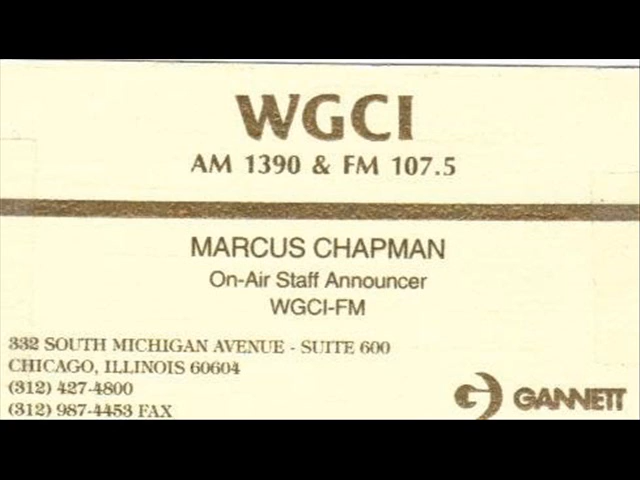 WGCI
AM 1390 & FM 107.5
MARCUS CHAPMAN
On-Air Staff Announcer
WGCI-FM
332 SOUTH MICHIGAN AVENUE - SUITE 600
CHICAGO, ILLINOIS 60604
(312) 427-4800
(312) 987-4453 FAX
GANNETT